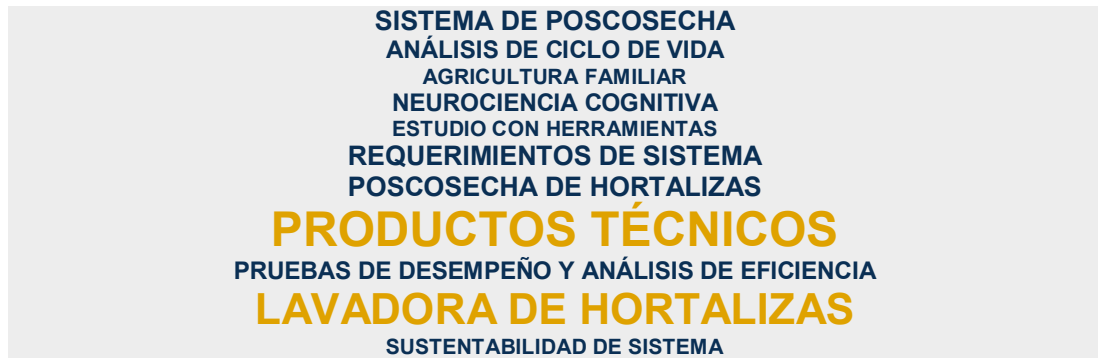 SISTEMA DE POSCOSECHA
ANÁLISIS DE CICLO DE VIDA
AGRICULTURA FAMILIAR
NEUROCIENCIA COGNITIVA
ESTUDIO CON HERRAMIENTAS
REQUERIMIENTOS DE SISTEMA
POSCOSECHA DE HORTALIZAS
PRODUCTOS TÉCNICOS
PRUEBAS DE DESEMPEÑO Y ANÁLISIS DE EFICIENCIA
LAVADORA DE HORTALIZAS
SUSTENTABILIDAD DE SISTEMA